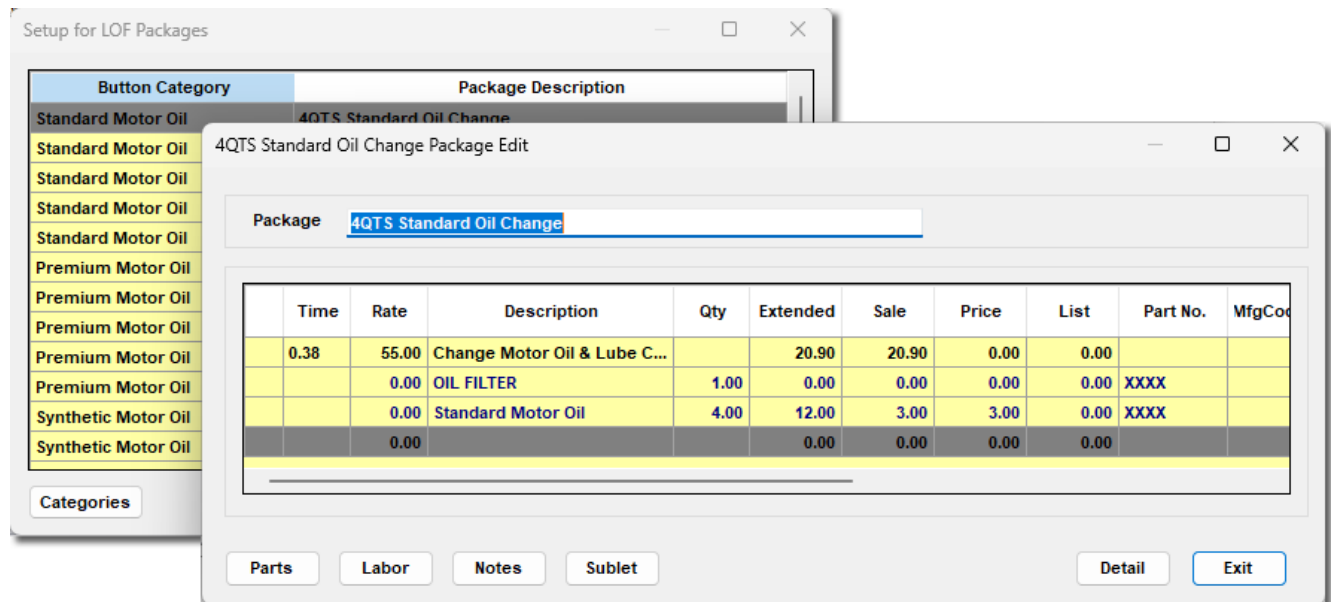 Setup for LOF Packages
Button Category Package Description
Standard Motor Oil 4QTS Standard Oil Change
Standard Motor Oil
Standard Motor Oil
Standard Motor Oil
Standard Motor Oil
Premium Motor Oil
Premium Motor Oil
Premium Motor Oil
Premium Motor Oil
Premium Motor Oil
Synthetic Motor Oil
Synthetic Motor Oil
Categories
4QTS Standard Oil Change Package Edit
Package 4QTS Standard Oil Change
Time Rate Description Qty Extended Sale Price List Part No. MfgCod
0.38 55.00 Change Motor Oil & Lube C... 20.90 20.90 0.00 0.00
0.00 OIL FILTER 1.00 0.00 0.00 0.00 0.00 XXXX
0.00 Standard Motor Oil 4.00 12.00 3.00 3.00 0.00 XXXX
0.00 0.00 0.00 0.00 0.00
Parts Labor Notes Sublet Detail Exit